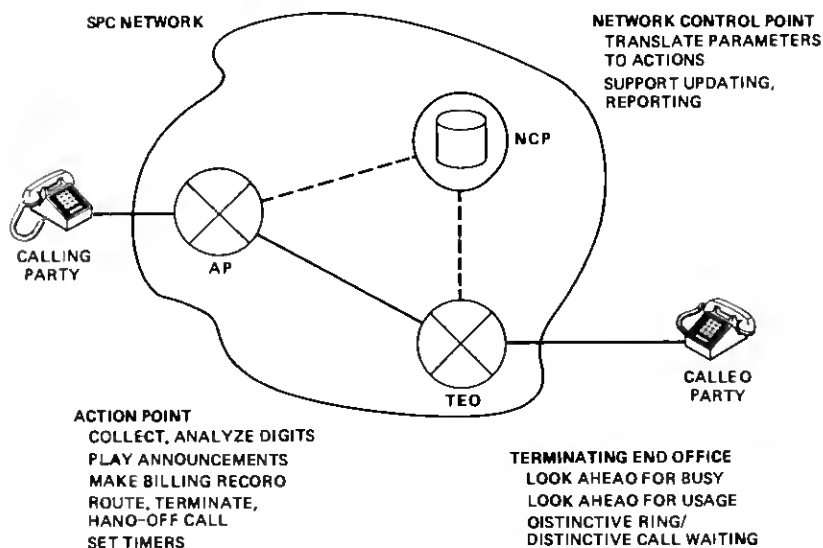 SPC NETWORK
NETWORK CONTROL POINT
TRANSLATE PARAMETERS
TO ACTIONS
SUPPORT UPDATING,
REPORTING
NCP
CALLING
PARTY
AP
TEO
CALLEO
PARTY
ACTION POINT
COLLECT, ANALYZE DIGITS
PLAY ANNOUNCEMENTS
MAKE BILLING RECORO
ROUTE, TERMINATE,
HANO-OFF CALL
SET TIMERS
TERMINATING END OFFICE
LOOK AHEAO FOR BUSY
LOOK AHEAO FOR USAGE
OISTINCTIVE RING/
DISTINCTIVE CALL WAITING